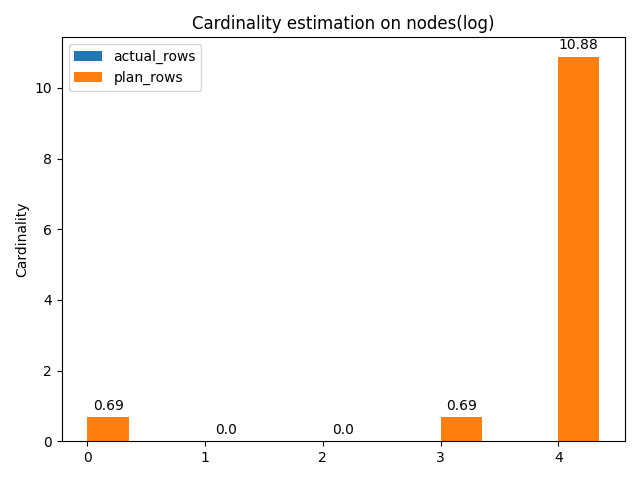 Cardinality estimation on nodes(log)
actual_rows
plan_rows
Cardinality
10
8
6
4
2
0
0.69
0.0
0.0
0.69
10.88
0 1 2 3 4